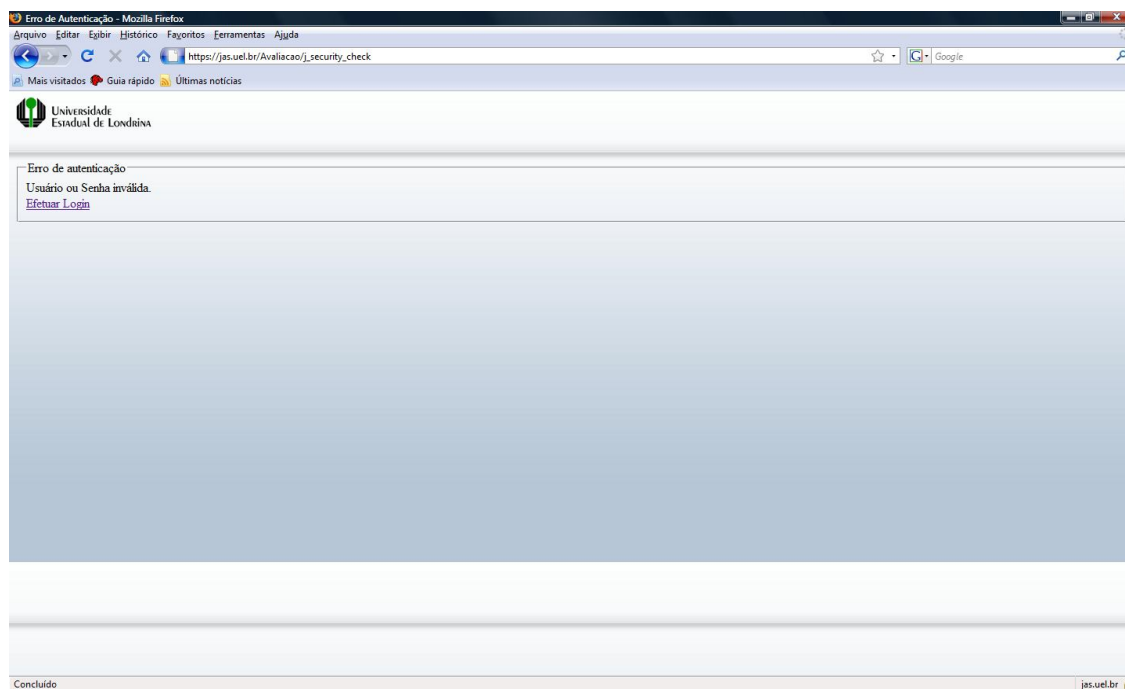 Erro de Autenticação - Mozilla Firefox
Arquivo Editar Exibir Histórico Favoritos Ferramentas Ajuda
https://jas.uel.br/Avaliacao/j_security_check
G Google
Mais visitados Guia rápido Últimas notícias
Universidade
Estadual de Londrina
Erro de autenticação
Usuário ou Senha inválida.
Efetuar Login
Concluído jas.uel.br